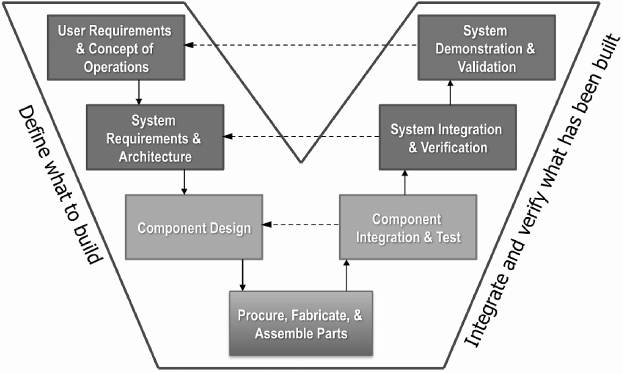 User Requirements
& Concept of
Operations
System
Demonstration &
Validation
System
Requirements &
Architecture
System Integration
& Verification
Component Design
Component
Integration & Test
Procure, Fabricate, &
Assemble Parts
Define what to build
Integrate and verify what has been built